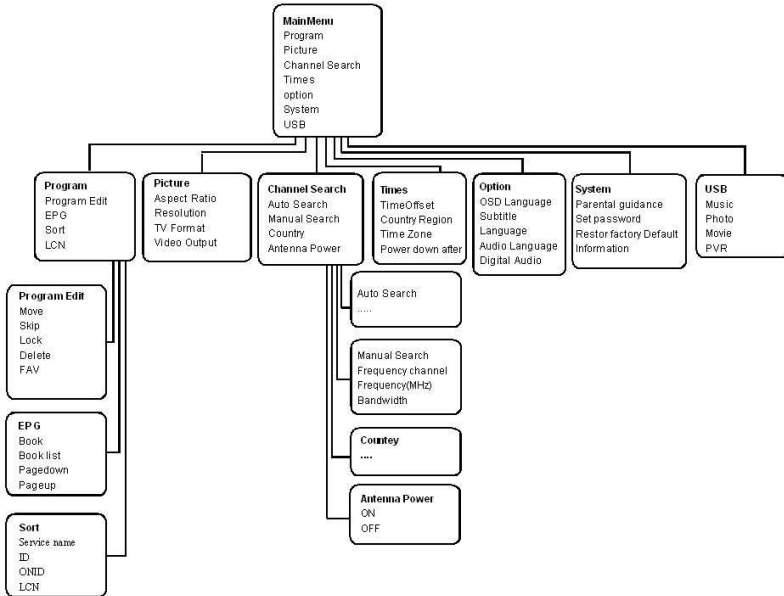 MainMenu
Program
Picture
Channel Search
Times
option
System
USB
Program
Program Edit
EPG
Sort
LCN
Picture
Aspect Ratio
Resolution
TV Format
Video Output
Channel Search
Auto Search
Manual Search
Country
Antenna Power
Times
TimeOffset
Country Region
Time Zone
Power down after
Option
OSD Language
Subtitle
Language
Audio Language
Digital Audio
System
Parental guidance
Set password
Restor factory Default
Information
USB
Music
Photo
Movie
PVR
Program Edit
Move
Skip
Lock
Delete
FAV
Auto Search
.....
Manual Search
Frequency channel
Frequency(MHz)
Bandwidth
EPG
Book
Book list
Pagedown
Pageup
Countey
....
Antenna Power
ON
OFF
Sort
Service name
ID
ONID
LCN